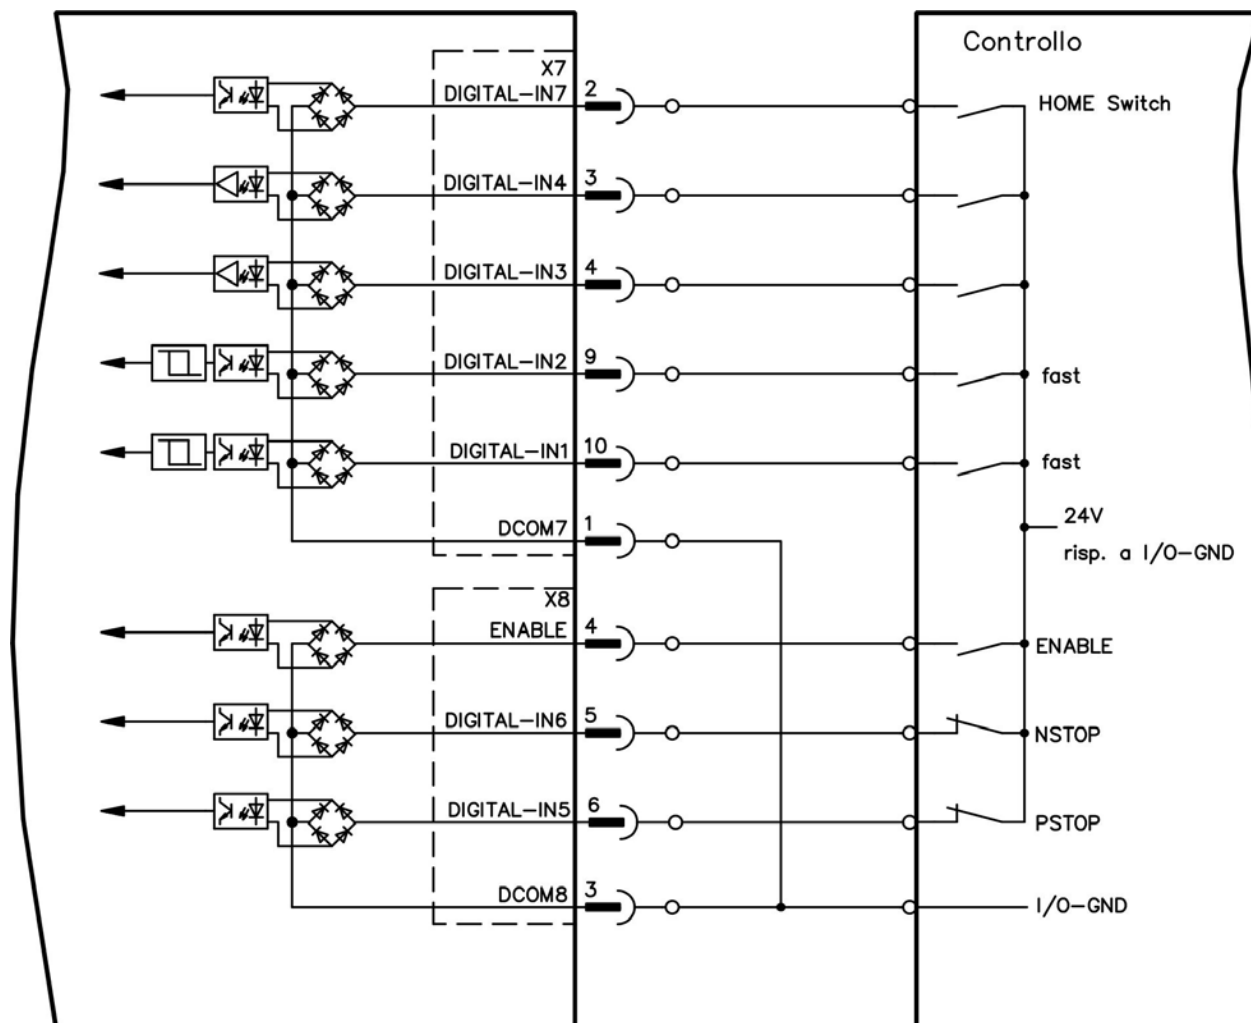 Controllo
X7
DIGITAL-IN7 2 HOME Switch
DIGITAL-IN4 3
DIGITAL-IN3 4
DIGITAL-IN2 9 fast
DIGITAL-IN1 10 fast
24V
DCOM7 1
risp. a I/O-GND
X8
ENABLE 4 ENABLE
DIGITAL-IN6 5 NSTOP
DIGITAL-IN5 6 PSTOP
DCOM8 3 I/O-GND